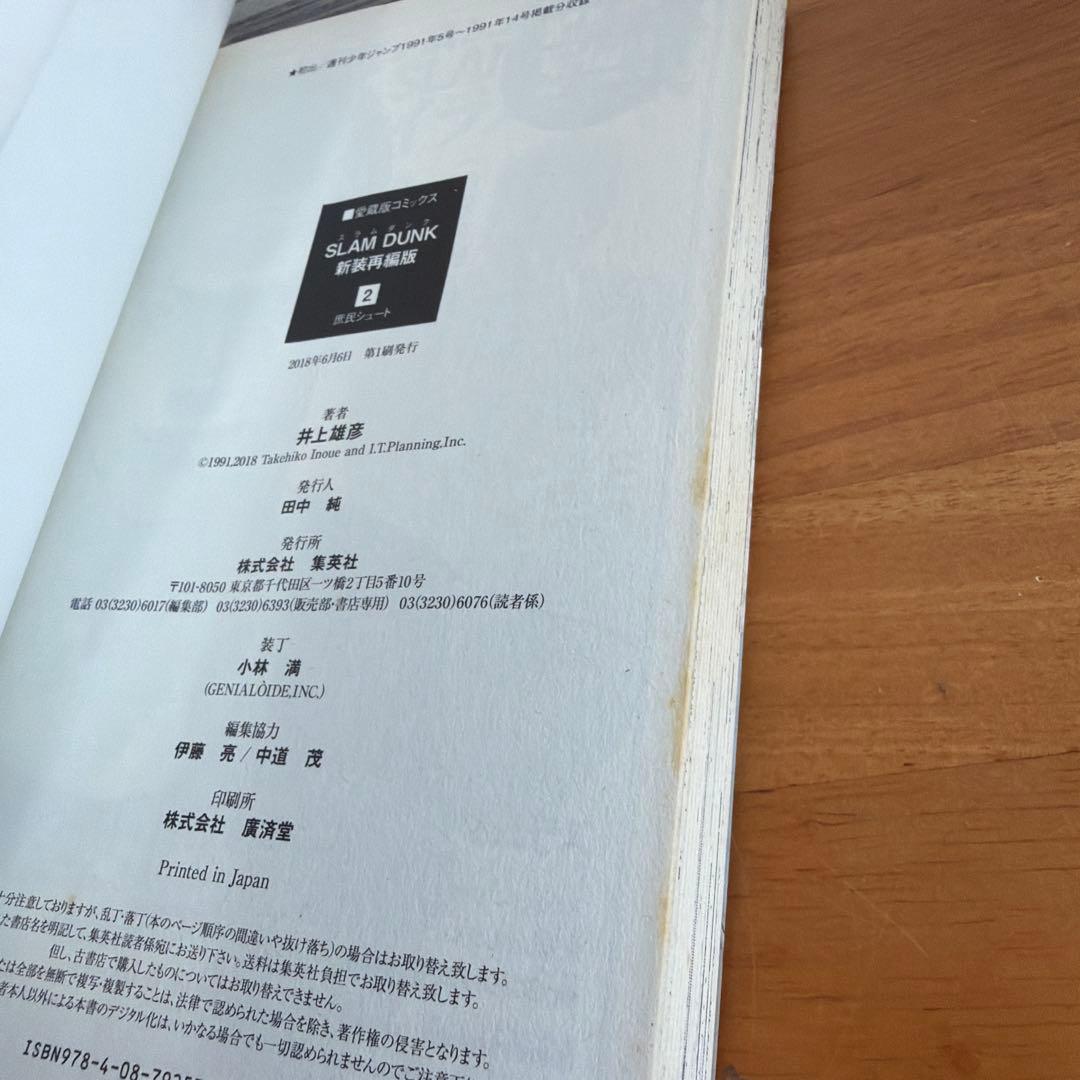 ★初出/週刊少年ジャンプ1991年5号〜1991年14号掲載分収録
■愛蔵版コミックス
スラムダンク
SLAM DUNK
新装再編版
2
庶民シュート
2018年6月6日 第1刷発行
著者
井上雄彦
©1991,2018 Takehiko Inoue and I.T.Planning,Inc.
発行人
田中 純
発行所
株式会社 集英社
〒101-8050 東京都千代田区一ツ橋2丁目5番10号
電話 03(3230)6017(編集部) 03(3230)6393(販売部・書店専用) 03(3230)6076(読者係)
装丁
小林 満
(GENIALÒIDE,INC.)
編集協力
伊藤 亮/中道 茂
印刷所
株式会社 廣済堂
Printed in Japan
十分注意しておりますが、乱丁・落丁(本のページ順序の間違いや抜け落ち)の場合はお取り替え致します。
た書店名を明記して、集英社読者係宛にお送り下さい。送料は集英社負担でお取り替え致します。
但し、古書店で購入したものについてはお取り替えできません。
たは全部を無断で複写・複製することは、法律で認められた場合を除き、著作権の侵害となります。
者本人以外による本書のデジタル化は、いかなる場合でも一切認められませんのでご注意下
ISBN978-4-08-792